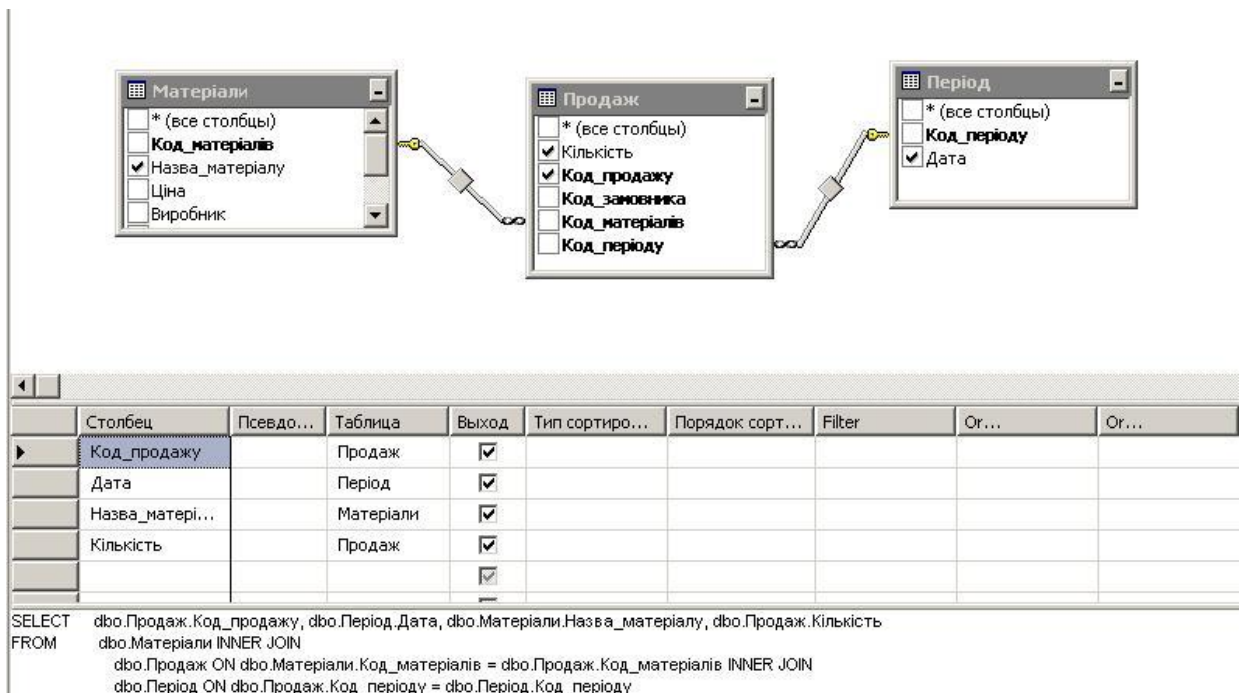 Матеріали
* (все столбцы)
Код_матеріалів
Назва_матеріалу
Ціна
Виробник
Продаж
* (все столбцы)
Кількість
Код_продажу
Код_замовника
Код_матеріалів
Код_періоду
Період
* (все столбцы)
Код_періоду
Дата
Столбец Псевдо... Таблица Выход Тип сортиро... Порядок сорт... Filter Or... Or...
Код_продажу Продаж
Дата Період
Назва_матері... Матеріали
Кількість Продаж
SELECT dbo.Продаж.Код_продажу, dbo.Період.Дата, dbo.Матеріали.Назва_матеріалу, dbo.Продаж.Кількість
FROM dbo.Матеріали INNER JOIN
dbo.Продаж ON dbo.Матеріали.Код_матеріалів = dbo.Продаж.Код_матеріалів INNER JOIN
dbo.Період ON dbo.Продаж.Код_періоду = dbo.Період.Код_періоду